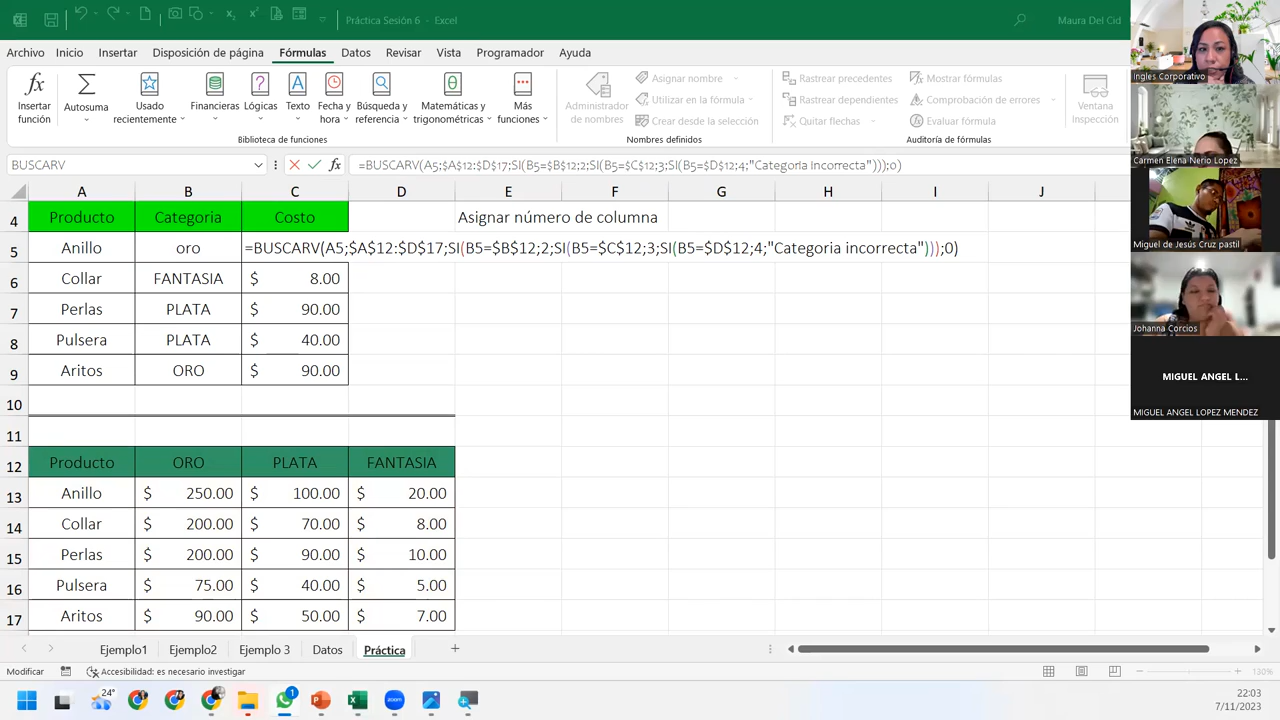 Práctica Sesión 6 - Excel
Maura Del Cid
Archivo Inicio Insertar Disposición de página Fórmulas Datos Revisar Vista Programador Ayuda
Insertar función
Autosuma
Usado recientemente
Financieras
Lógicas
Texto
Fecha y hora
Búsqueda y referencia
Matemáticas y trigonométricas
Más funciones
Biblioteca de funciones
Administrador de nombres
Asignar nombre
Utilizar en la fórmula
Crear desde la selección
Nombres definidos
Rastrear precedentes
Rastrear dependientes
Quitar flechas
Mostrar fórmulas
Comprobación de errores
Evaluar fórmula
Auditoría de fórmulas
Ventana Inspección
BUSCARV
=BUSCARV(A5;$A$12:$D$17;SI(B5=$B$12;2;SI(B5=$C$12;3;SI(B5=$D$12;4;"Categoria incorrecta")));0)
A B C D E F G H I J
4 Producto Categoria Costo Asignar número de columna
5 Anillo oro =BUSCARV(A5;$A$12:$D$17;SI(B5=$B$12;2;SI(B5=$C$12;3;SI(B5=$D$12;4;"Categoria incorrecta")));0)
6 Collar FANTASIA $ 8.00
7 Perlas PLATA $ 90.00
8 Pulsera PLATA $ 40.00
9 Aritos ORO $ 90.00
10
11
12 Producto ORO PLATA FANTASIA
13 Anillo $ 250.00 $ 100.00 $ 20.00
14 Collar $ 200.00 $ 70.00 $ 8.00
15 Perlas $ 200.00 $ 90.00 $ 10.00
16 Pulsera $ 75.00 $ 40.00 $ 5.00
17 Aritos $ 90.00 $ 50.00 $ 7.00
Ejemplo1 Ejemplo2 Ejemplo 3 Datos Práctica
Modificar Accesibilidad: es necesario investigar 130%
24°
1
zoom
22:03
7/11/2023
Ingles Corporativo
Carmen Elena Nerio Lopez
Miguel de Jesús Cruz pastil
Johanna Corcios
MIGUEL ANGEL L...
MIGUEL ANGEL LOPEZ MENDEZ